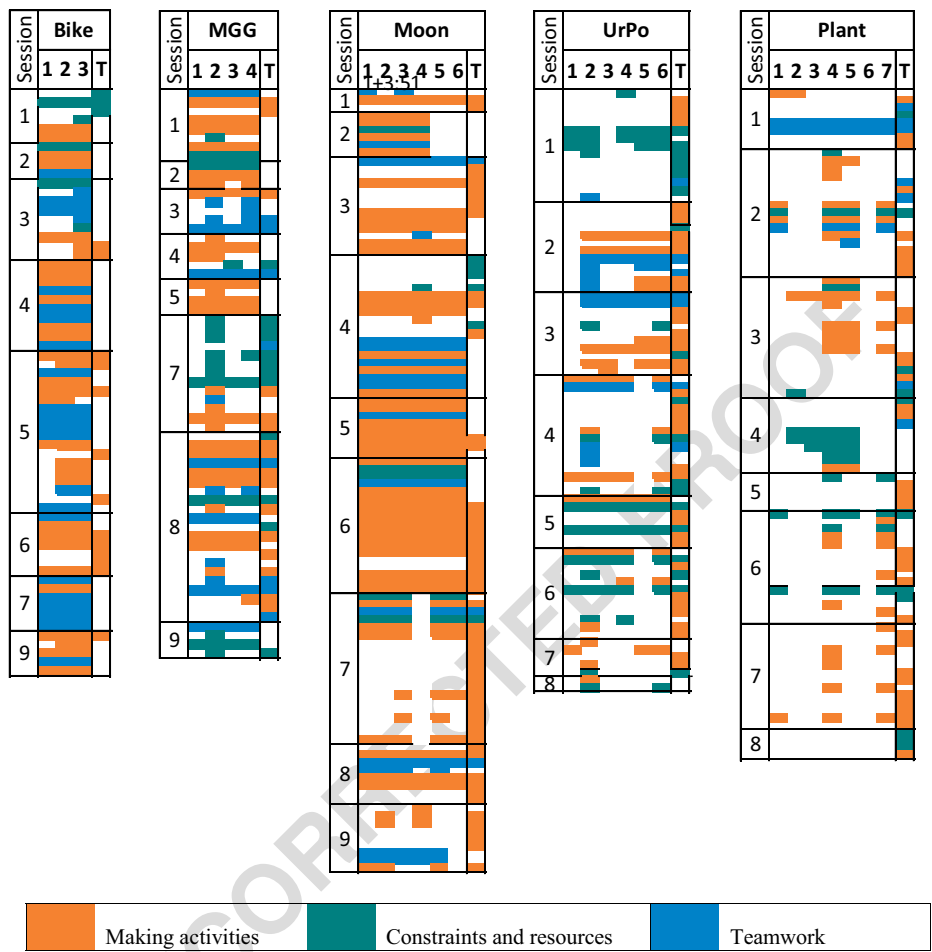 Bike
Session
1 2 3 T
1
2
3
4
5
6
7
9
MGG
Session
1 2 3 4 T
1
2
3
4
5
7
8
9
Moon
Session
1 2 3 4 5 6 T
1+3:51
1
2
3
4
5
6
7
8
9
UrPo
Session
1 2 3 4 5 6 T
1
2
3
4
5
6
7
8
Plant
Session
1 2 3 4 5 6 7 T
1
2
3
4
5
6
7
8
CORRECTED PROOF
Making activities
Constraints and resources
Teamwork